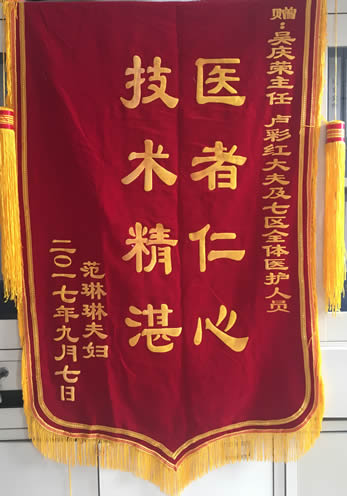 赠:吴庆荣主任 卢彩红大夫及七区全体医护人员
医者仁心
技术精湛
范琳琳夫妇
二〇一七年九月七日